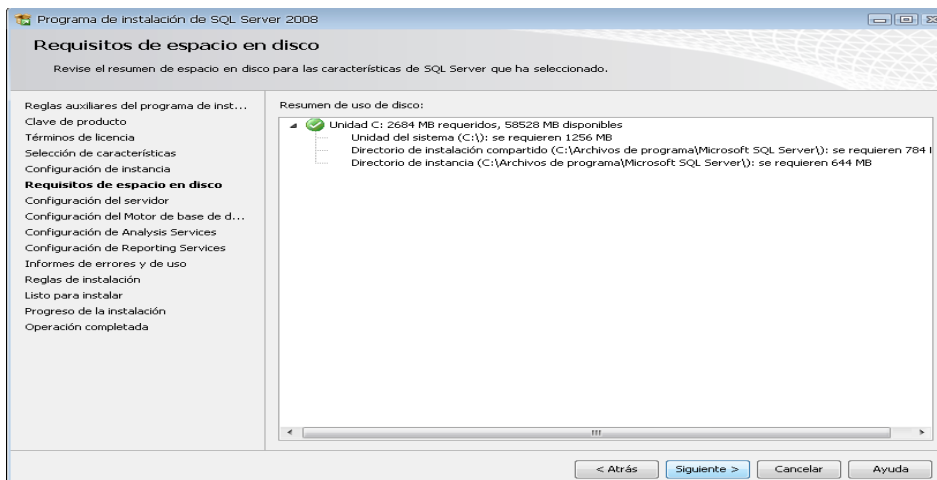 Programa de instalación de SQL Server 2008
Requisitos de espacio en disco
Revise el resumen de espacio en disco para las características de SQL Server que ha seleccionado.
Reglas auxiliares del programa de inst...
Clave de producto
Términos de licencia
Selección de características
Configuración de instancia
Requisitos de espacio en disco
Configuración del servidor
Configuración del Motor de base de d...
Configuración de Analysis Services
Configuración de Reporting Services
Informes de errores y de uso
Reglas de instalación
Listo para instalar
Progreso de la instalación
Operación completada
Resumen de uso de disco:
Unidad C: 2684 MB requeridos, 58528 MB disponibles
Unidad del sistema (C:\): se requieren 1256 MB
Directorio de instalación compartido (C:\Archivos de programa\Microsoft SQL Server\): se requieren 784
Directorio de instancia (C:\Archivos de programa\Microsoft SQL Server\): se requieren 644 MB
< Atrás
Siguiente >
Cancelar
Ayuda